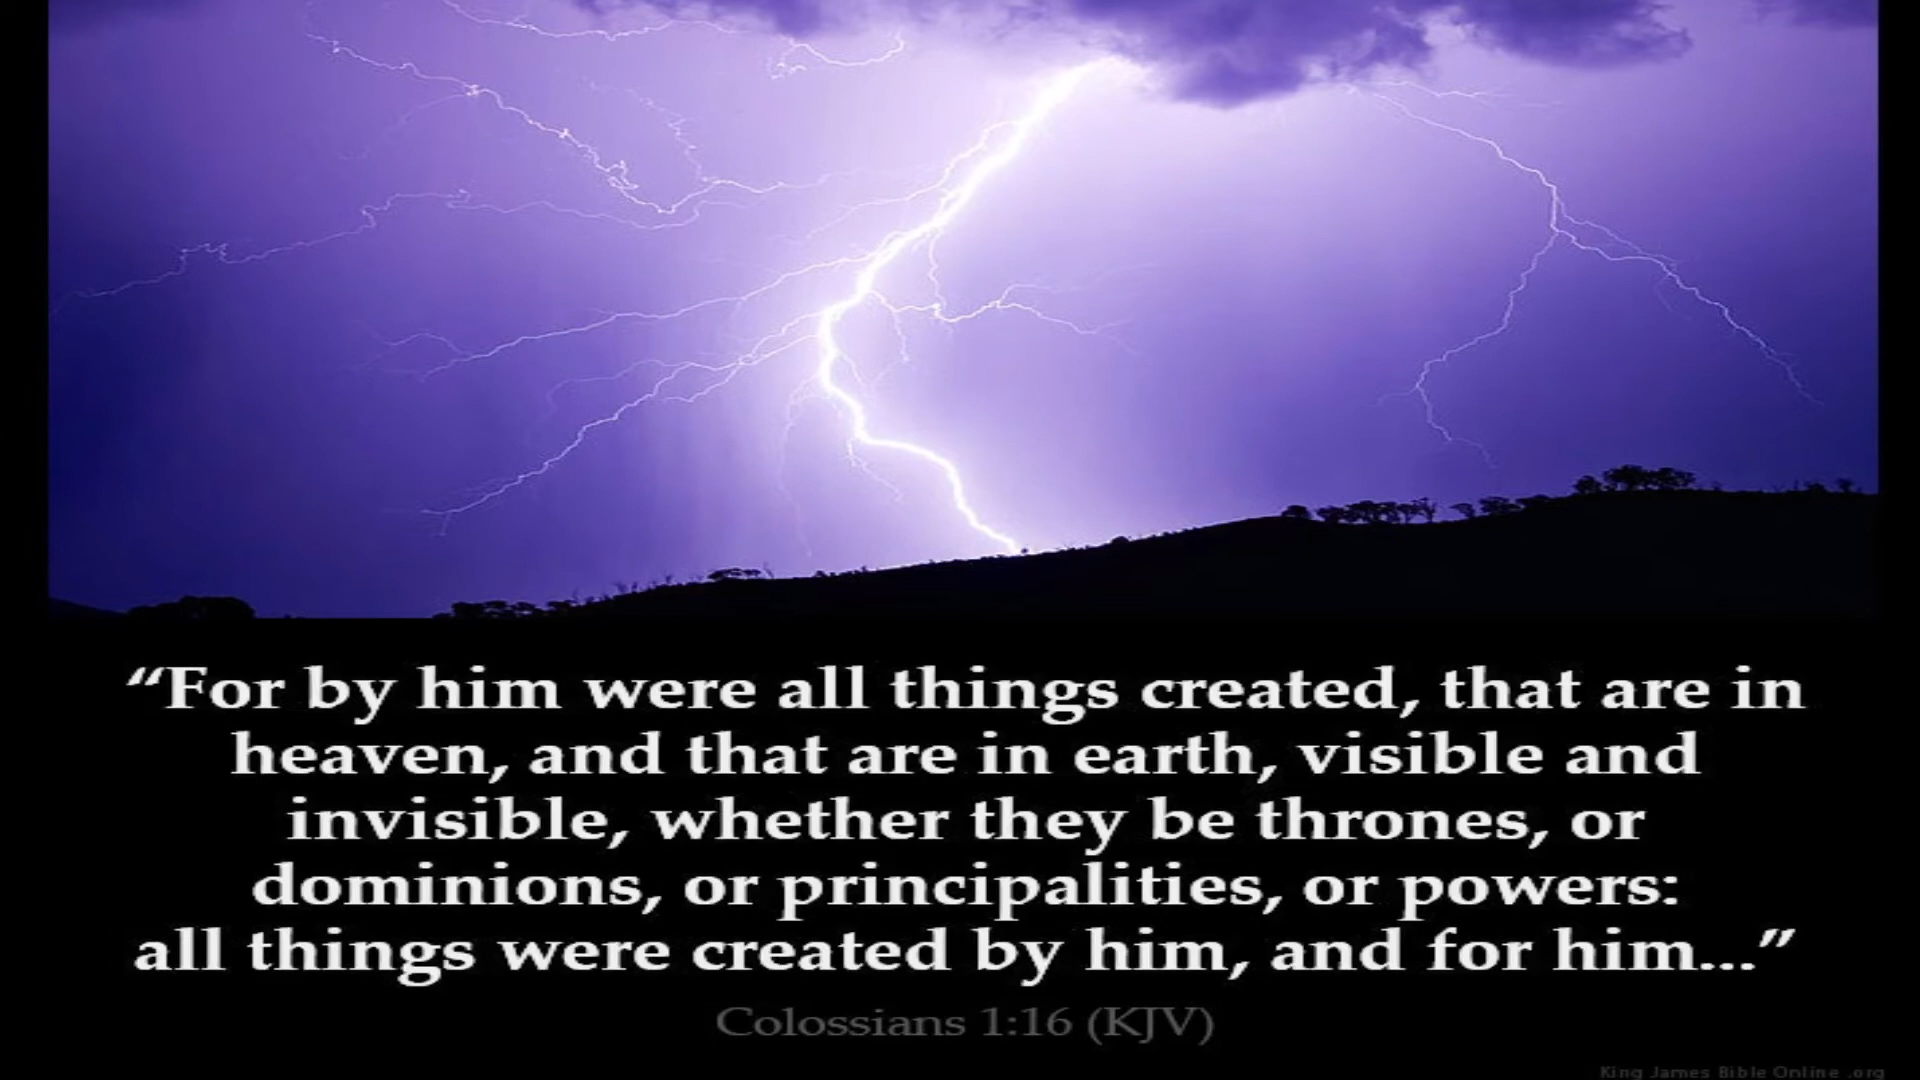 “For by him were all things created, that are in
heaven, and that are in earth, visible and
invisible, whether they be thrones, or
dominions, or principalities, or powers:
all things were created by him, and for him...”
Colossians 1:16 (KJV)
King James Bible Online .org